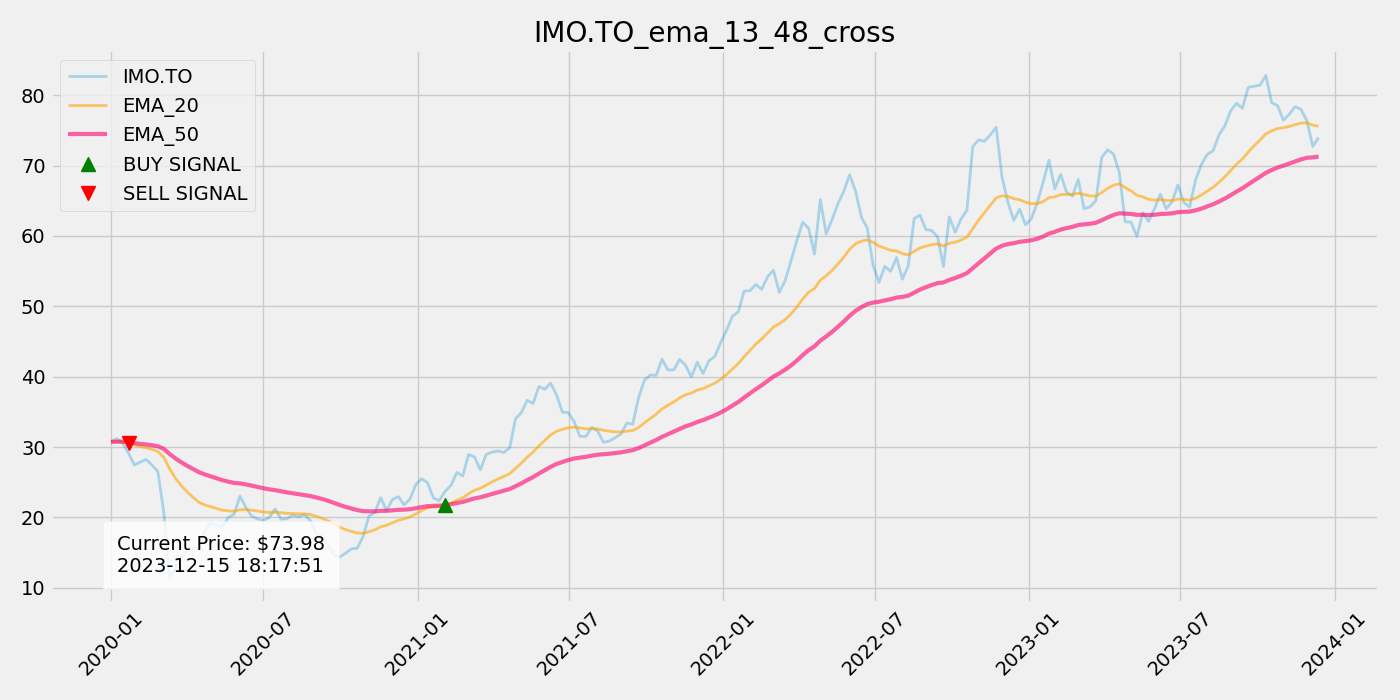 IMO.TO_ema_13_48_cross
IMO.TO
EMA_20
EMA_50
BUY SIGNAL
SELL SIGNAL
80
70
60
50
40
30
20
10
Current Price: $73.98
2023-12-15 18:17:51
2020-01
2020-07
2021-01
2021-07
2022-01
2022-07
2023-01
2023-07
2024-01